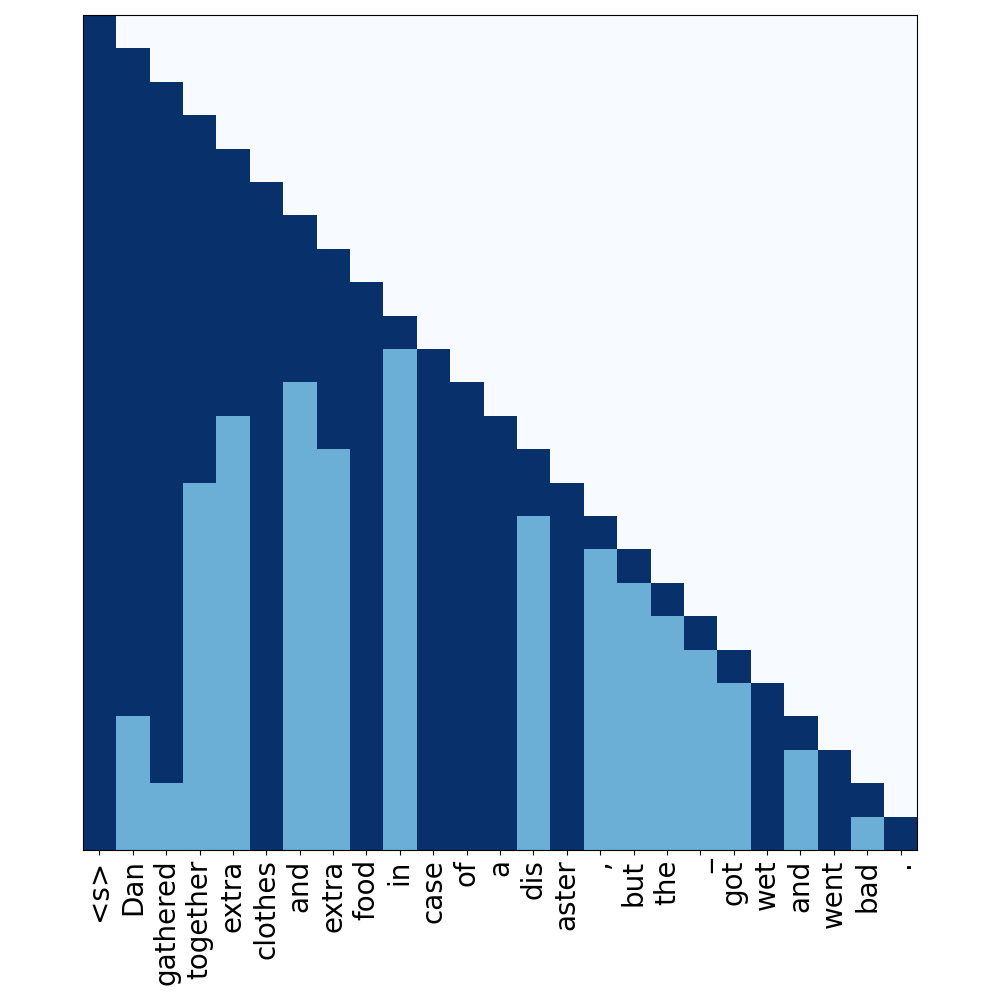 <s>
Dan
gathered
together
extra
clothes
and
extra
food
in
case
of
a
dis
aster
,
but
the
_
got
wet
and
went
bad
.